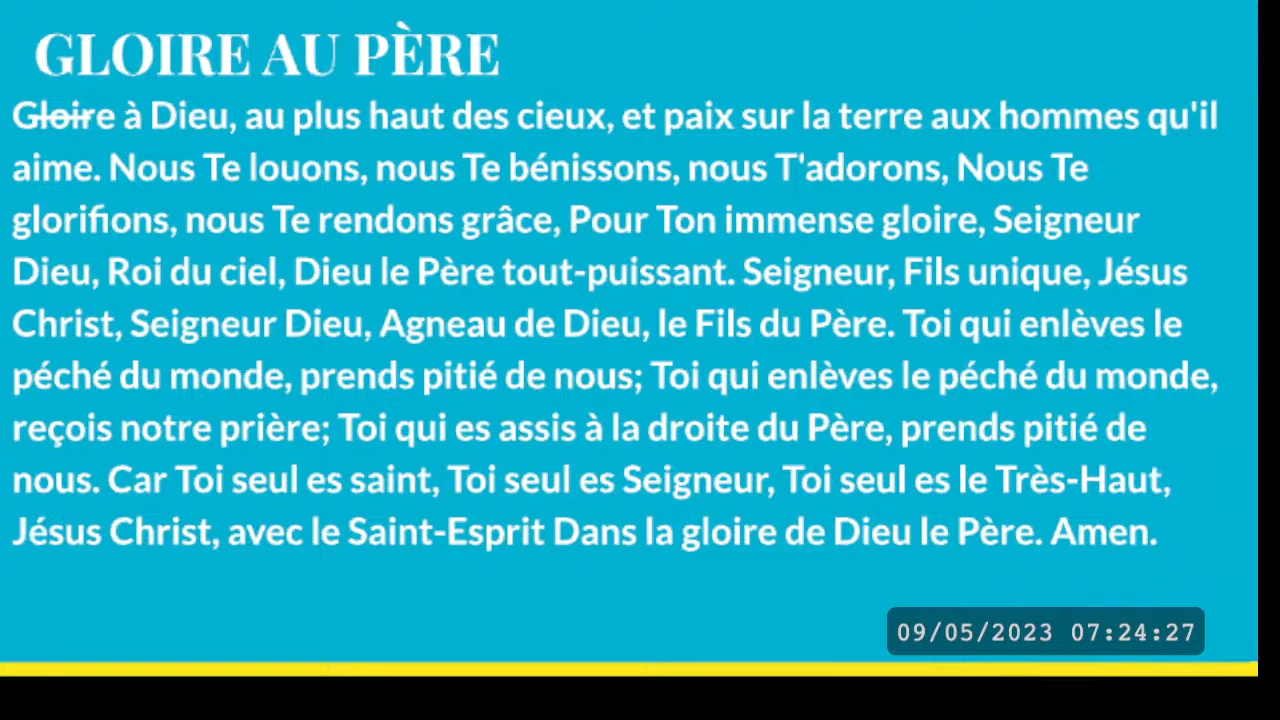 GLOIRE AU PÈRE
Gloire à Dieu, au plus haut des cieux, et paix sur la terre aux hommes qu'il
aime. Nous Te louons, nous Te bénissons, nous T'adorons, Nous Te
glorifions, nous Te rendons grâce, Pour Ton immense gloire, Seigneur
Dieu, Roi du ciel, Dieu le Père tout-puissant. Seigneur, Fils unique, Jésus
Christ, Seigneur Dieu, Agneau de Dieu, le Fils du Père. Toi qui enlèves le
péché du monde, prends pitié de nous; Toi qui enlèves le péché du monde,
reçois notre prière; Toi qui es assis à la droite du Père, prends pitié de
nous. Car Toi seul es saint, Toi seul es Seigneur, Toi seul es le Très-Haut,
Jésus Christ, avec le Saint-Esprit Dans la gloire de Dieu le Père. Amen.
09/05/2023 07:24:27